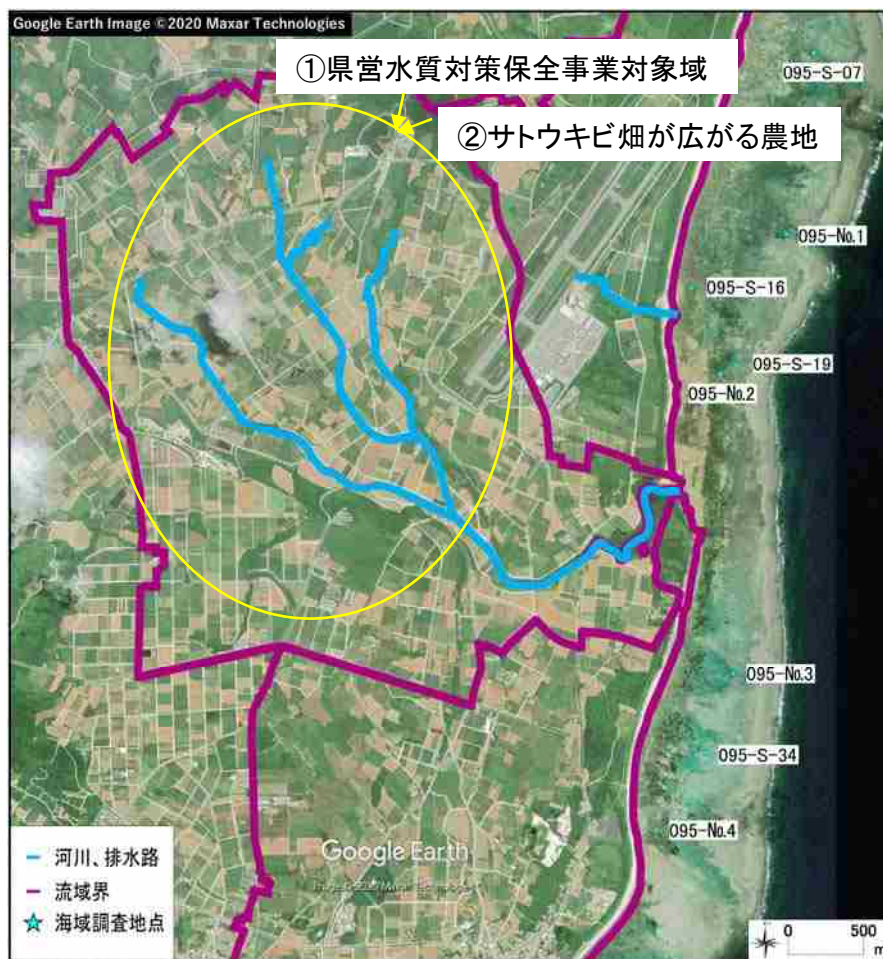 Google Earth Image ©2020 Maxar Technologies
①県営水質対策保全事業対象域
②サトウキビ畑が広がる農地
095-S-07
095-No.1
095-S-16
095-S-19
095-No.2
095-No.3
095-S-34
095-No.4
Google Earth
河川、排水路
流域界
海域調査地点
0 500
m